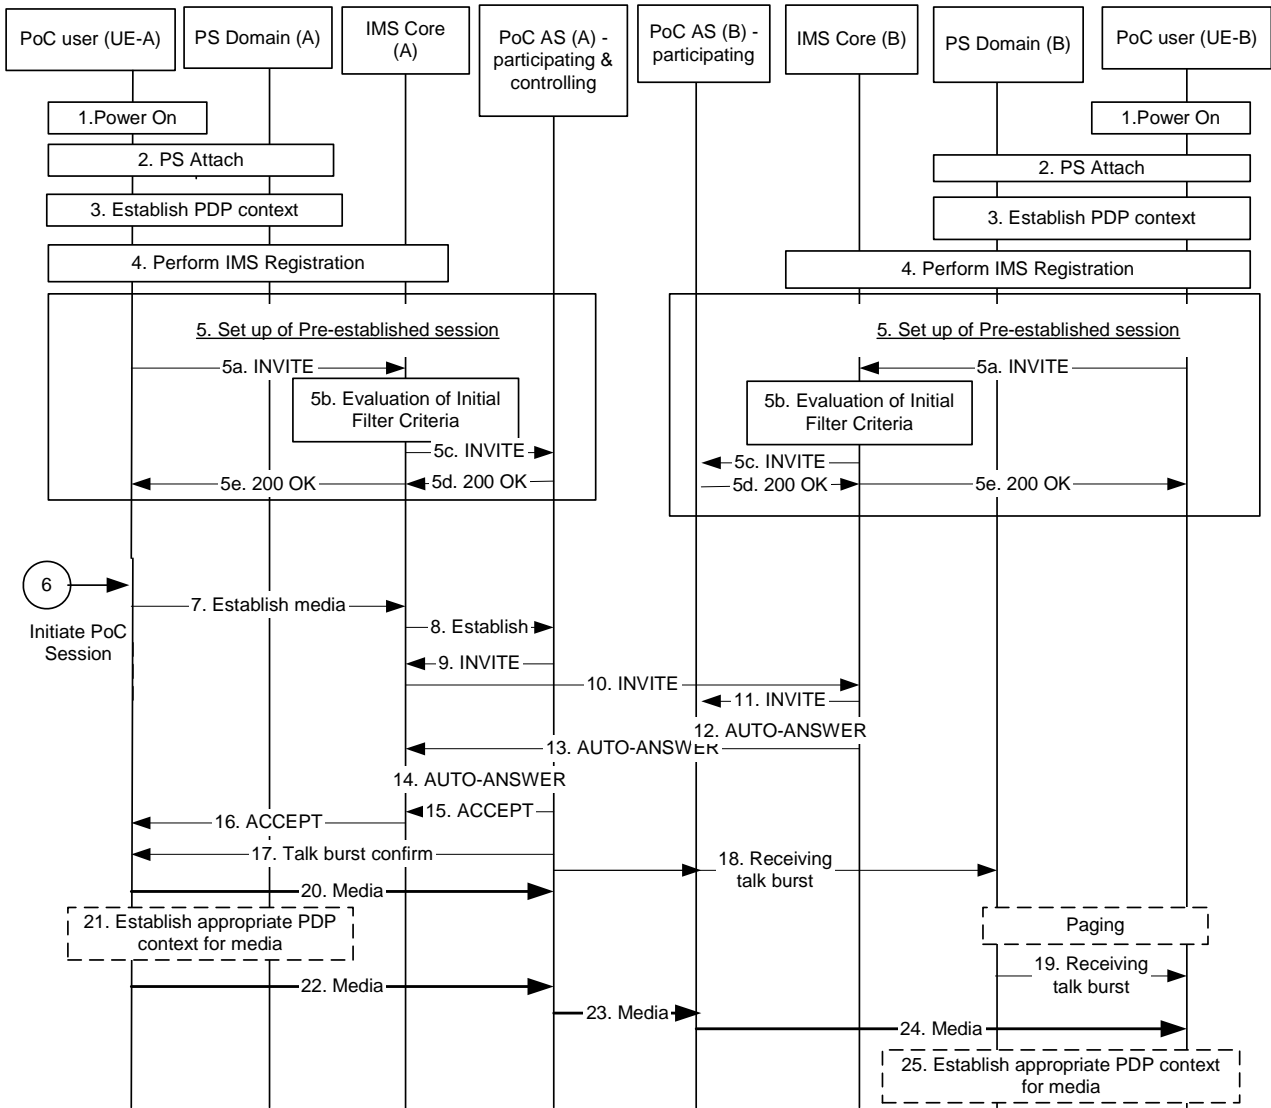 PoC user (UE-A)
PS Domain (A)
IMS Core
(A)
PoC AS (A) -
participating &
controlling
PoC AS (B) -
participating
IMS Core (B)
PS Domain (B)
PoC user (UE-B)
1.Power On
1.Power On
2. PS Attach
2. PS Attach
3. Establish PDP context
3. Establish PDP context
4. Perform IMS Registration
4. Perform IMS Registration
5. Set up of Pre-established session
5. Set up of Pre-established session
5a. INVITE
5a. INVITE
5b. Evaluation of Initial
Filter Criteria
5b. Evaluation of Initial
Filter Criteria
5c. INVITE
5c. INVITE
5e. 200 OK
5d. 200 OK
5d. 200 OK
5e. 200 OK
6
Initiate PoC
Session
7. Establish media
8. Establish
9. INVITE
10. INVITE
11. INVITE
12. AUTO-ANSWER
13. AUTO-ANSWER
14. AUTO-ANSWER
15. ACCEPT
16. ACCEPT
17. Talk burst confirm
18. Receiving
talk burst
20. Media
21. Establish appropriate PDP
context for media
Paging
19. Receiving
talk burst
22. Media
23. Media
24. Media
25. Establish appropriate PDP context
for media